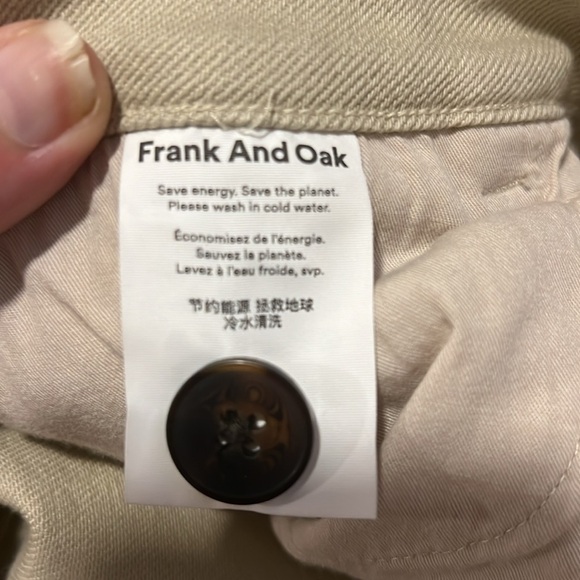 Frank And Oak
Save energy. Save the planet.
Please wash in cold water.
Économisez de l'énergie.
Sauvez la planète.
Lavez à l'eau froide, svp.
节约能源 拯救地球
冷水清洗